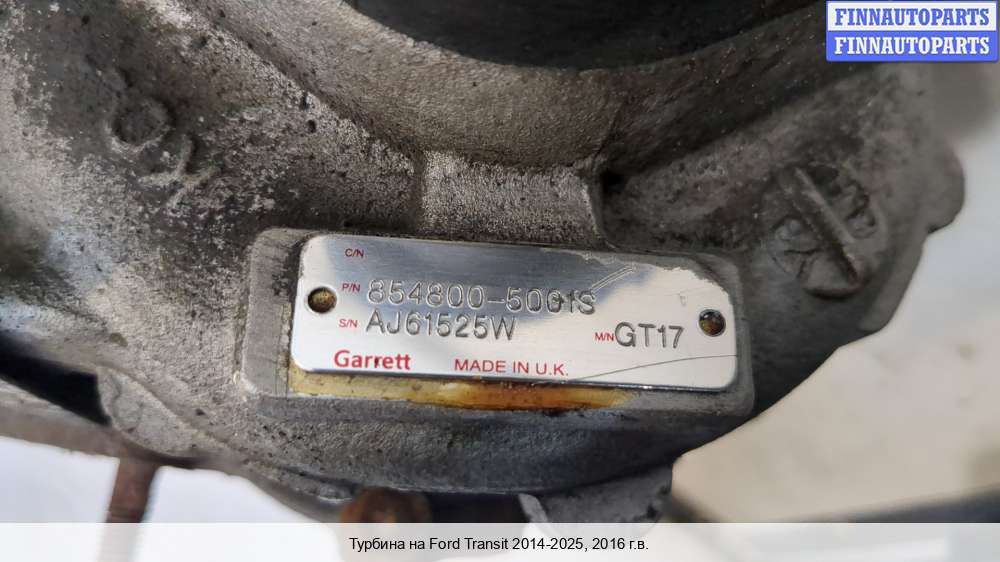 FINNAUTOPARTS
FINNAUTOPARTS
C/N
P/N 854800-5001S
S/N AJ61525W M/N GT17
Garrett MADE IN U.K.
Турбина на Ford Transit 2014-2025, 2016 г.в.